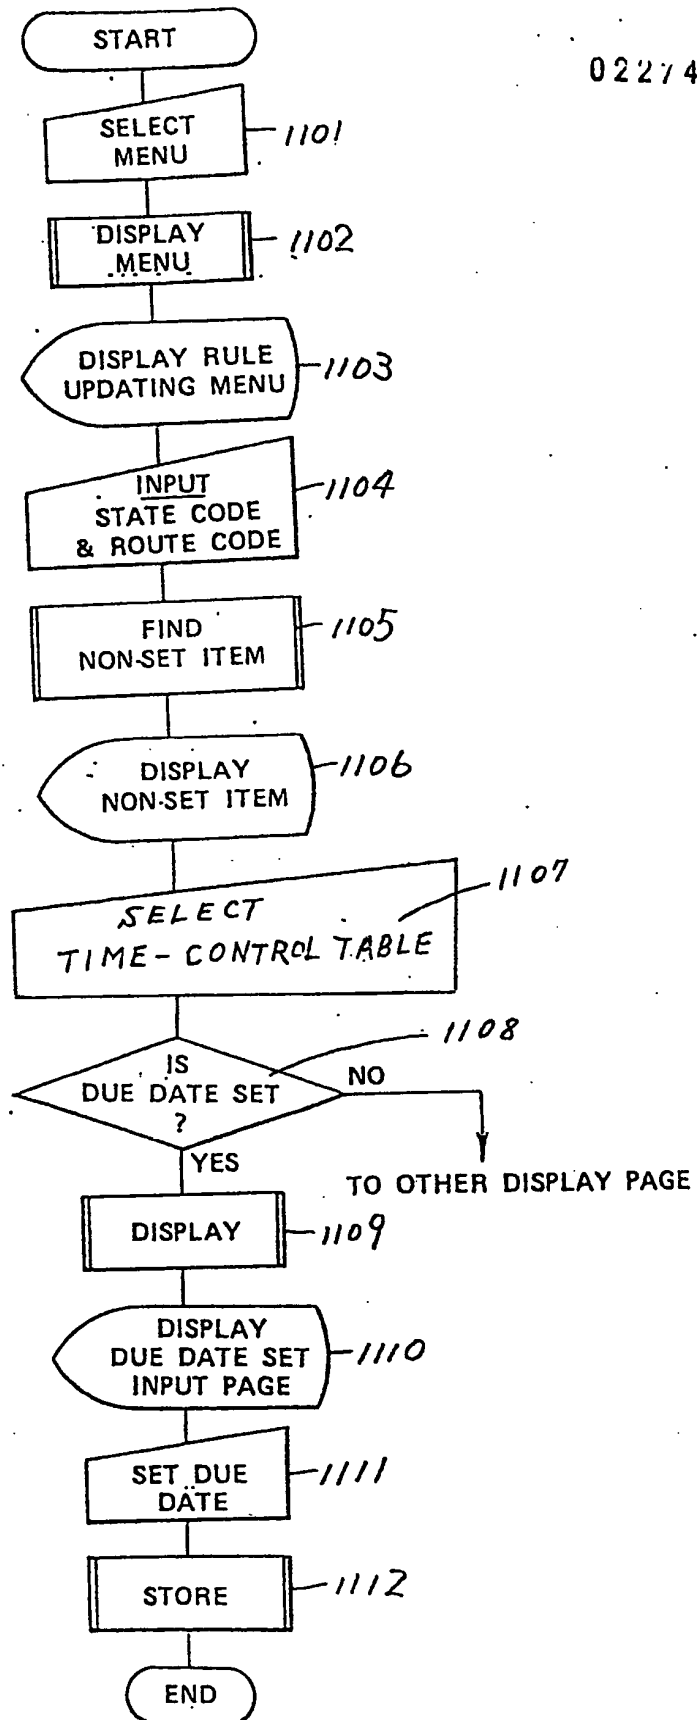 START
02274
SELECT
MENU
1101
DISPLAY
MENU
1102
DISPLAY RULE
UPDATING MENU
1103
INPUT
STATE CODE
& ROUTE CODE
1104
FIND
NON-SET ITEM
1105
DISPLAY
NON-SET ITEM
1106
SELECT
TIME-CONTROL TABLE
1107
IS
DUE DATE SET
?
1108
NO
TO OTHER DISPLAY PAGE
YES
DISPLAY
1109
DISPLAY
DUE DATE SET
INPUT PAGE
1110
SET DUE
DATE
1111
STORE
1112
END